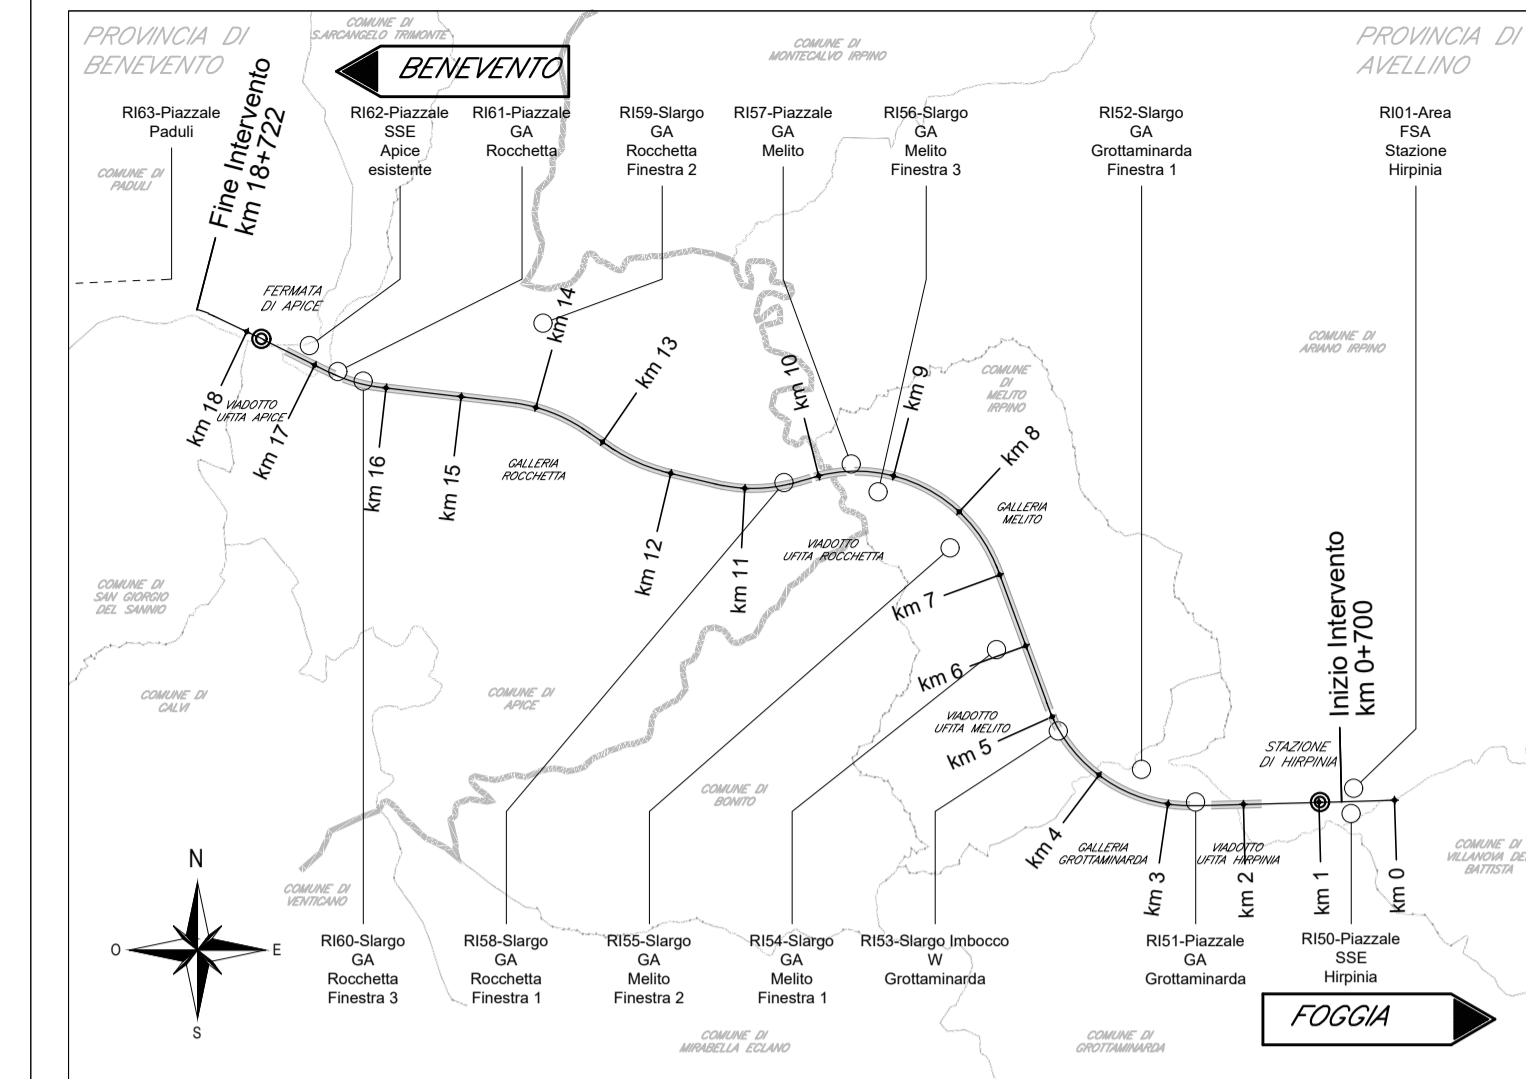 PROVINCIA DI
BENEVENTO
COMUNE DI
S.ARCANGELO TRIMONTE
BENEVENTO
COMUNE DI
MONTECALVO IRPINO
PROVINCIA DI
AVELLINO
Fine Intervento
km 18+722
RI63-Piazzale
Paduli
RI62-Piazzale
SSE
Apice
esistente
RI61-Piazzale
GA
Rocchetta
RI59-Slargo
GA
Rocchetta
Finestra 2
RI57-Piazzale
GA
Melito
RI56-Slargo
GA
Melito
Finestra 3
RI52-Slargo
GA
Grottaminarda
Finestra 1
RI01-Area
FSA
Stazione
Hirpinia
COMUNE DI
PADULI
FERMATA
DI APICE
COMUNE DI
ARIANO IRPINO
COMUNE
DI
MELITO
IRPINO
km 18
VIADOTTO
UFITA APICE
km 17
km 16
km 15
km 14
km 13
km 12
km 11
km 10
km 9
km 8
km 7
km 6
km 5
km 4
km 3
km 2
km 1
km 0
GALLERIA
ROCCHETTA
GALLERIA
MELITO
VIADOTTO
UFITA ROCCHETTA
Inizio Intervento
km 0+700
COMUNE DI
SAN GIORGIO
DEL SANNIO
COMUNE DI
CALVI
COMUNE DI
APICE
VIADOTTO
UFITA MELITO
STAZIONE
DI HIRPINIA
COMUNE DI
BONITO
GALLERIA
GROTTAMINARDA
VIADOTTO
UFITA HIRPINIA
COMUNE DI
VILLANOVA DE
BATTISTA
COMUNE DI
VENTICANO
N
O
E
S
RI60-Slargo
GA
Rocchetta
Finestra 3
RI58-Slargo
GA
Rocchetta
Finestra 1
RI55-Slargo
GA
Melito
Finestra 2
RI54-Slargo
GA
Melito
Finestra 1
RI53-Slargo Imbocco
W
Grottaminarda
RI51-Piazzale
GA
Grottaminarda
RI50-Piazzale
SSE
Hirpinia
FOGGIA
COMUNE DI
MIRABELLA ECLANO
COMUNE DI
GROTTAMINARDA